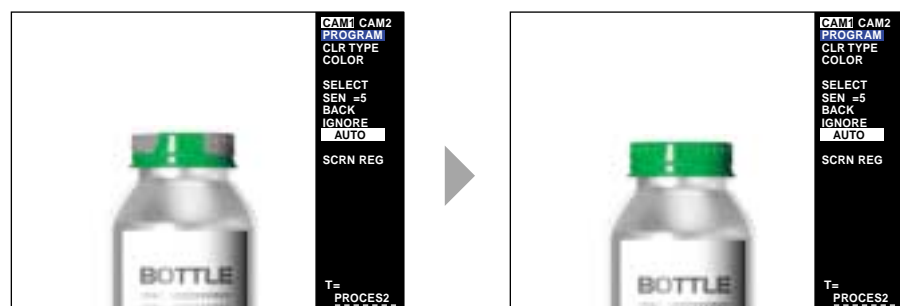 CAM1 CAM2
PROGRAM
CLR TYPE
COLOR
SELECT
SEN =5
BACK
IGNORE
AUTO
SCRN REG
BOTTLE
T=
PROCES2
CAM1 CAM2
PROGRAM
CLR TYPE
COLOR
SELECT
SEN =5
BACK
IGNORE
AUTO
SCRN REG
BOTTLE
T=
PROCES2